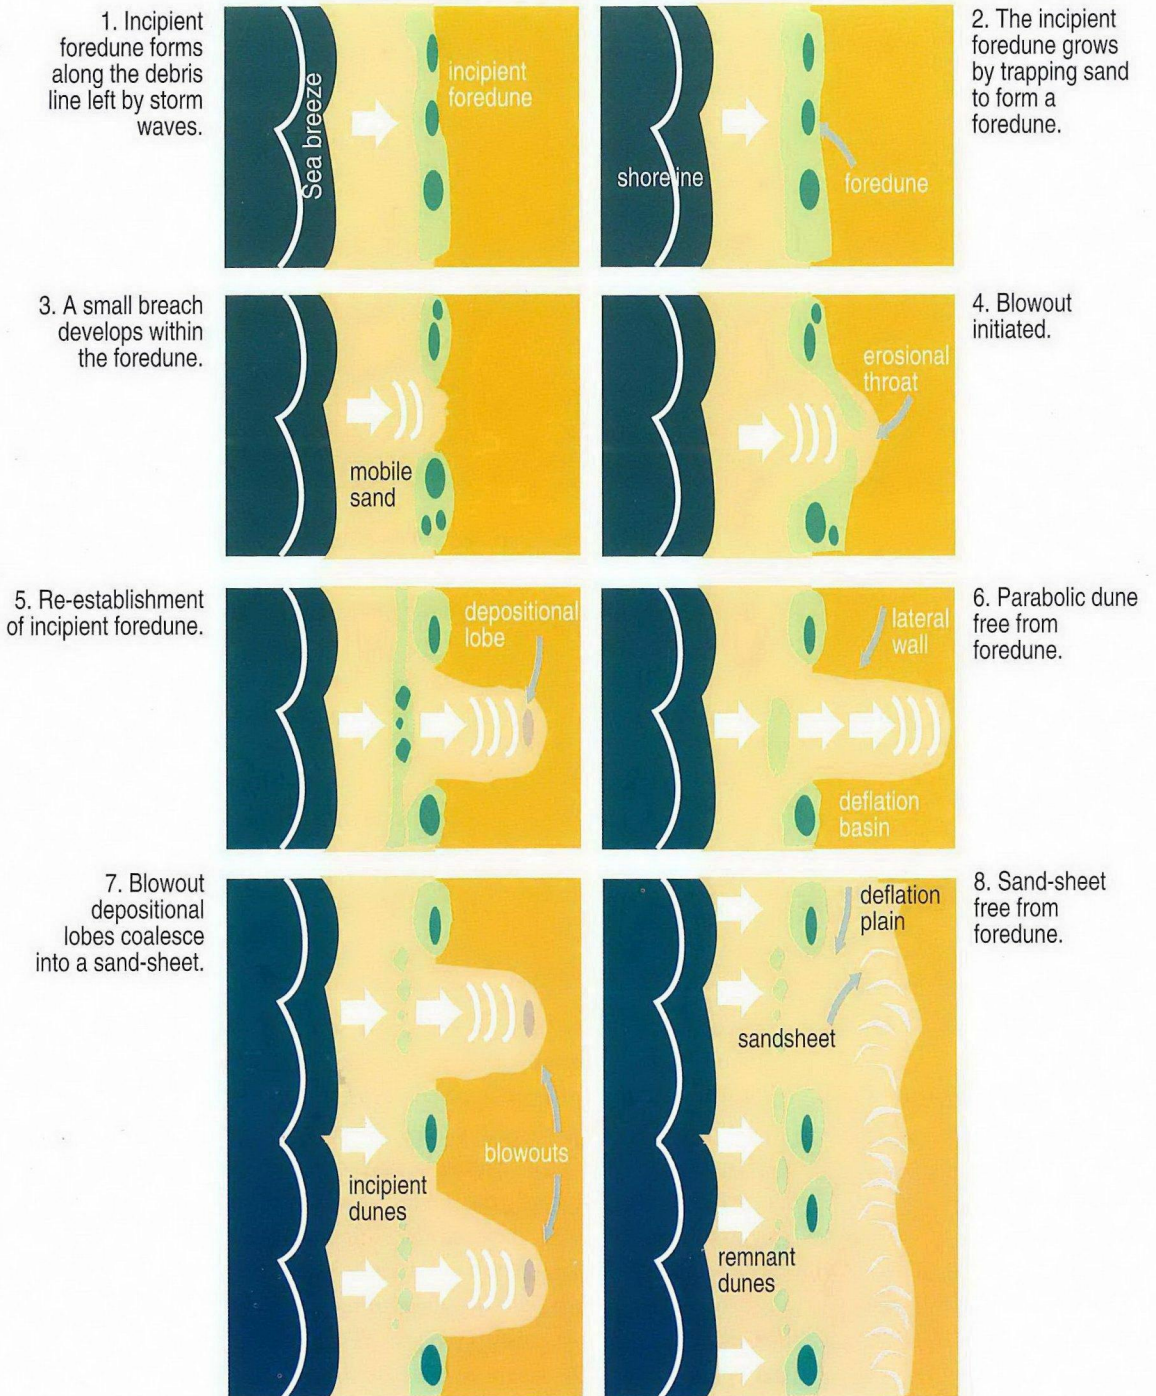 1. Incipient
foredune forms
along the debris
line left by storm
waves.
Sea breeze
incipient
foredune
2. The incipient
foredune grows
by trapping sand
to form a
foredune.
shoreline
foredune
3. A small breach
develops within
the foredune.
mobile
sand
4. Blowout
initiated.
erosional
throat
5. Re-establishment
of incipient foredune.
depositional
lobe
6. Parabolic dune
free from
foredune.
lateral
wall
deflation
basin
7. Blowout
depositional
lobes coalesce
into a sand-sheet.
blowouts
incipient
dunes
8. Sand-sheet
free from
foredune.
deflation
plain
sandsheet
remnant
dunes